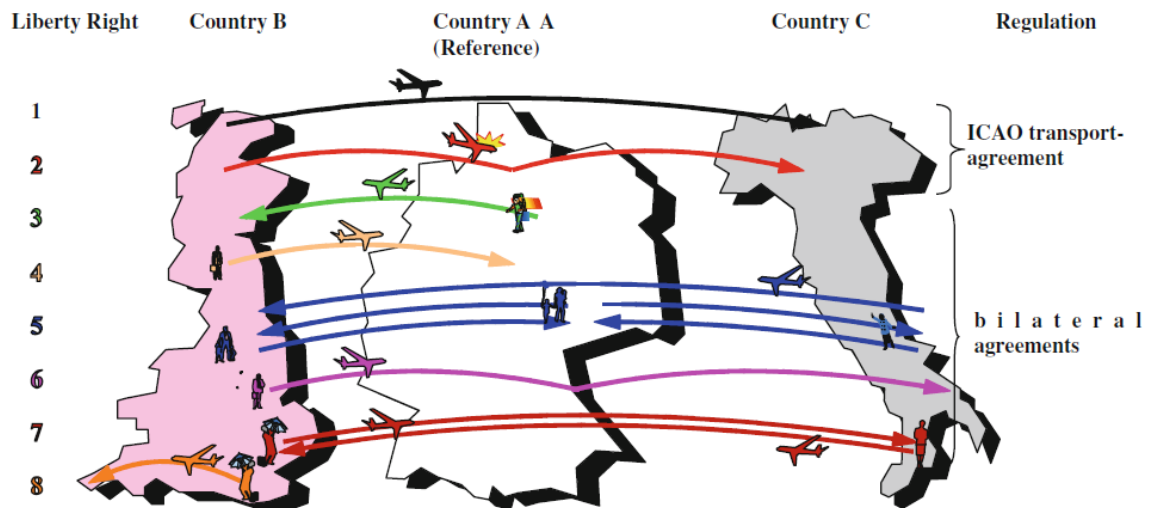 Liberty Right Country B Country A A Country C Regulation
(Reference)
1
ICAO transport-
agreement
2
3
4
5
b i l a t e r a l
agreements
6
7
8